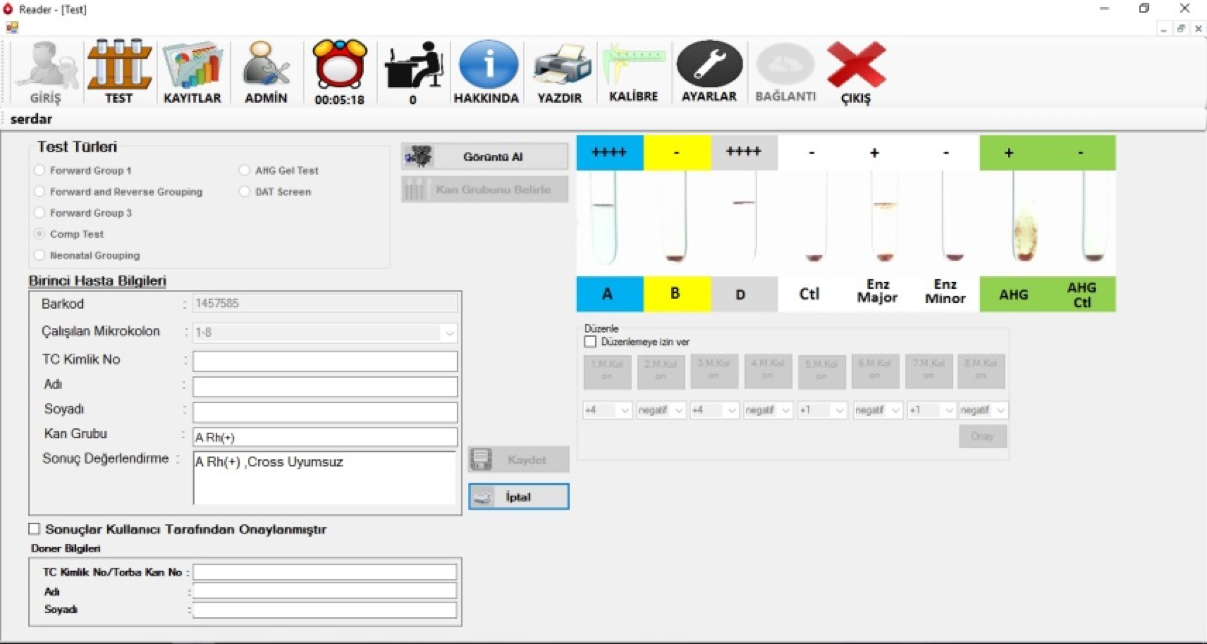 Reader - [Test]
GİRİŞ TEST KAYITLAR ADMİN 00:05:18 0 HAKKINDA YAZDIR KALİBRE AYARLAR BAĞLANTI ÇIKIŞ
serdar
Test Türleri
Forward Group 1 AHG Gel Test
Forward and Reverse Grouping DAT Screen
Forward Group 3
Comp Test
Neonatal Grouping
Görüntü Al
Kan Grubunu Belirle
++++ - ++++ - + - + -
A B D Ctl Enz Major Enz Minor AHG AHG Ctl
Birinci Hasta Bilgileri
Barkod : 1457585
Çalışılan Mikrokolon : 1-8
TC Kimlik No :
Adı :
Soyadı :
Kan Grubu : A Rh(+)
Sonuç Değerlendirme : A Rh(+) ,Cross Uyumsuz
Kaydet
İptal
Düzenle
Düzenlemeye izin ver
1.M.Kol on 2.M.Kol on 3.M.Kol on 4.M.Kol on 5.M.Kol on 6.M.Kol on 7.M.Kol on 8.M.Kol on
+4 negatif +4 negatif +1 negatif +1 negatif
Onay
Sonuçlar Kullanıcı Tarafından Onaylanmıştır
Doner Bilgileri
TC Kimlik No/Torba Kan No :
Adı :
Soyadı :